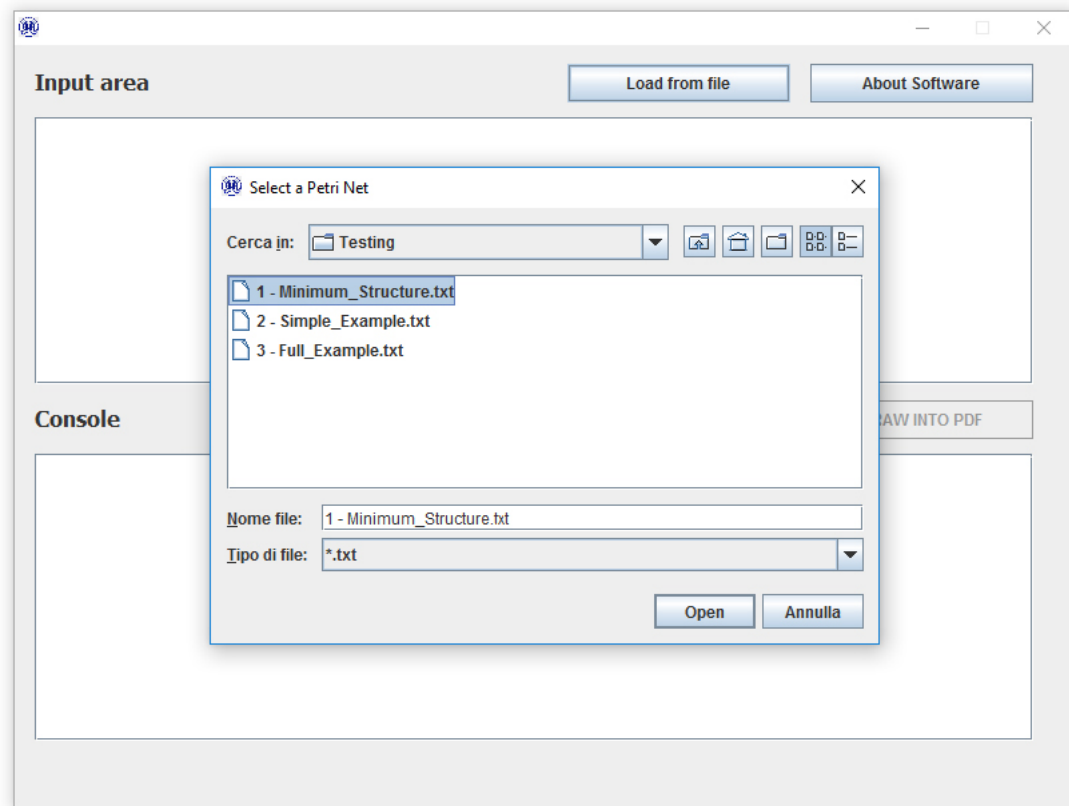 Input area
Load from file
About Software
Select a Petri Net
Cerca in:
Testing
1 - Minimum_Structure.txt
2 - Simple_Example.txt
3 - Full_Example.txt
Console
AW INTO PDF
Nome file:
1 - Minimum_Structure.txt
Tipo di file:
*.txt
Open
Annulla